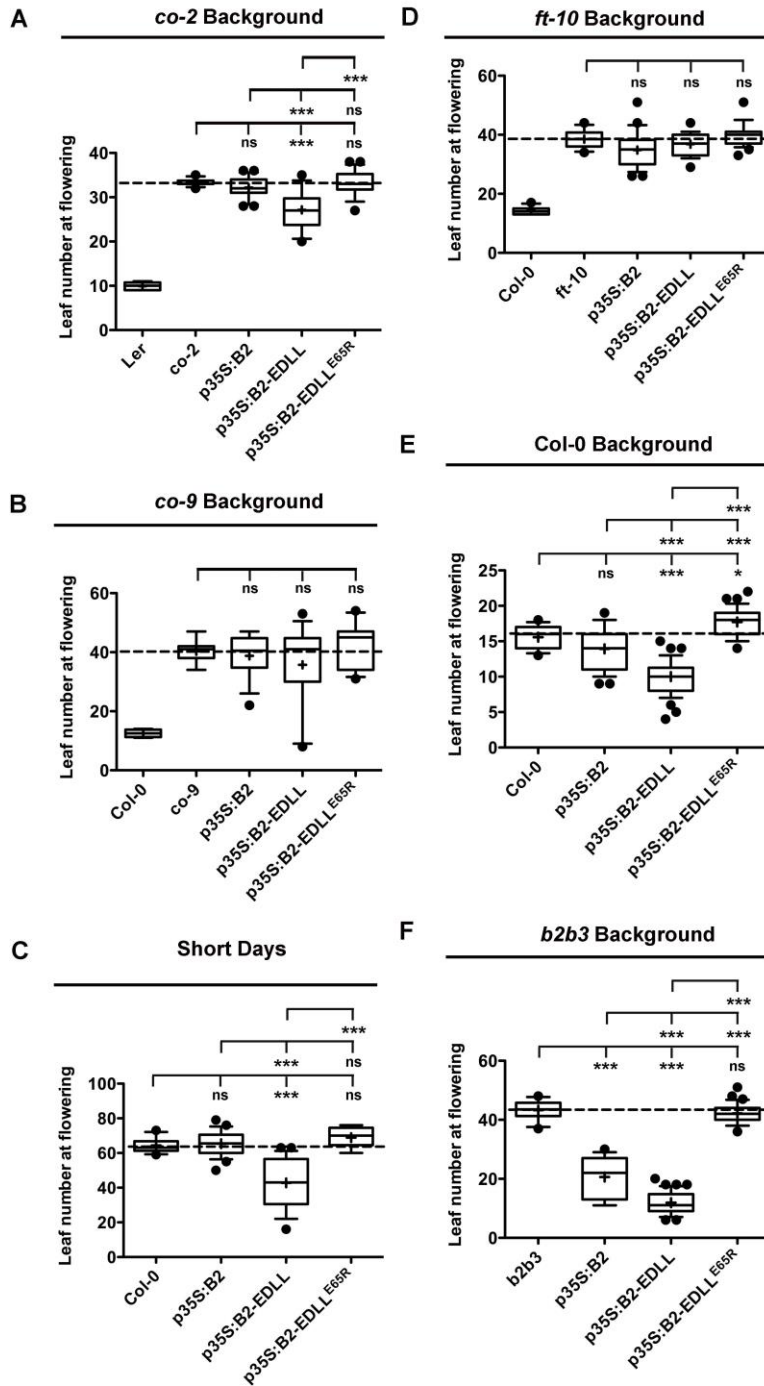 A
co-2 Background
***
*** ns
ns *** ns
Leaf number at flowering
40
30
20
10
0
Ler
co-2
p35S:B2
p35S:B2-EDLL
p35S:B2-EDLL^E65R
B
co-9 Background
ns ns ns
Leaf number at flowering
60
40
20
0
Col-0
co-9
p35S:B2
p35S:B2-EDLL
p35S:B2-EDLL^E65R
C
Short Days
***
*** ns
ns *** ns
Leaf number at flowering
100
80
60
40
20
0
Col-0
p35S:B2
p35S:B2-EDLL
p35S:B2-EDLL^E65R
D
ft-10 Background
ns ns ns
Leaf number at flowering
60
40
20
0
Col-0
ft-10
p35S:B2
p35S:B2-EDLL
p35S:B2-EDLL^E65R
E
Col-0 Background
***
*** ***
ns *** *
Leaf number at flowering
25
20
15
10
5
0
Col-0
p35S:B2
p35S:B2-EDLL
p35S:B2-EDLL^E65R
F
b2b3 Background
***
*** ***
*** *** ns
Leaf number at flowering
60
40
20
0
b2b3
p35S:B2
p35S:B2-EDLL
p35S:B2-EDLL^E65R